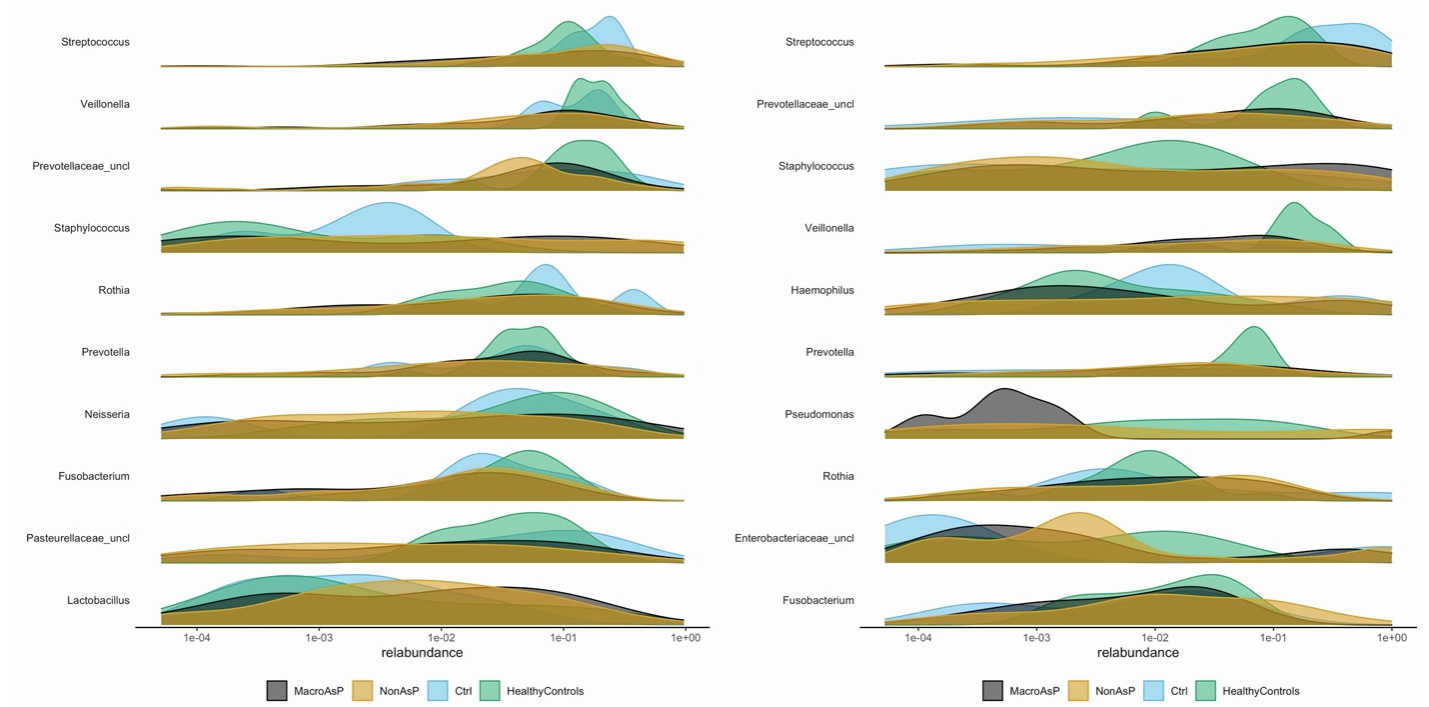 Streptococcus
Veillonella
Prevotellaceae_uncl
Staphylococcus
Rothia
Prevotella
Neisseria
Fusobacterium
Pasteurellaceae_uncl
Lactobacillus
1e-04 1e-03 1e-02 1e-01 1e+00
relabundance
MacroAsP NonAsP Ctrl HealthyControls
Streptococcus
Prevotellaceae_uncl
Staphylococcus
Veillonella
Haemophilus
Prevotella
Pseudomonas
Rothia
Enterobacteriaceae_uncl
Fusobacterium
1e-04 1e-03 1e-02 1e-01 1e+00
relabundance
MacroAsP NonAsP Ctrl HealthyControls